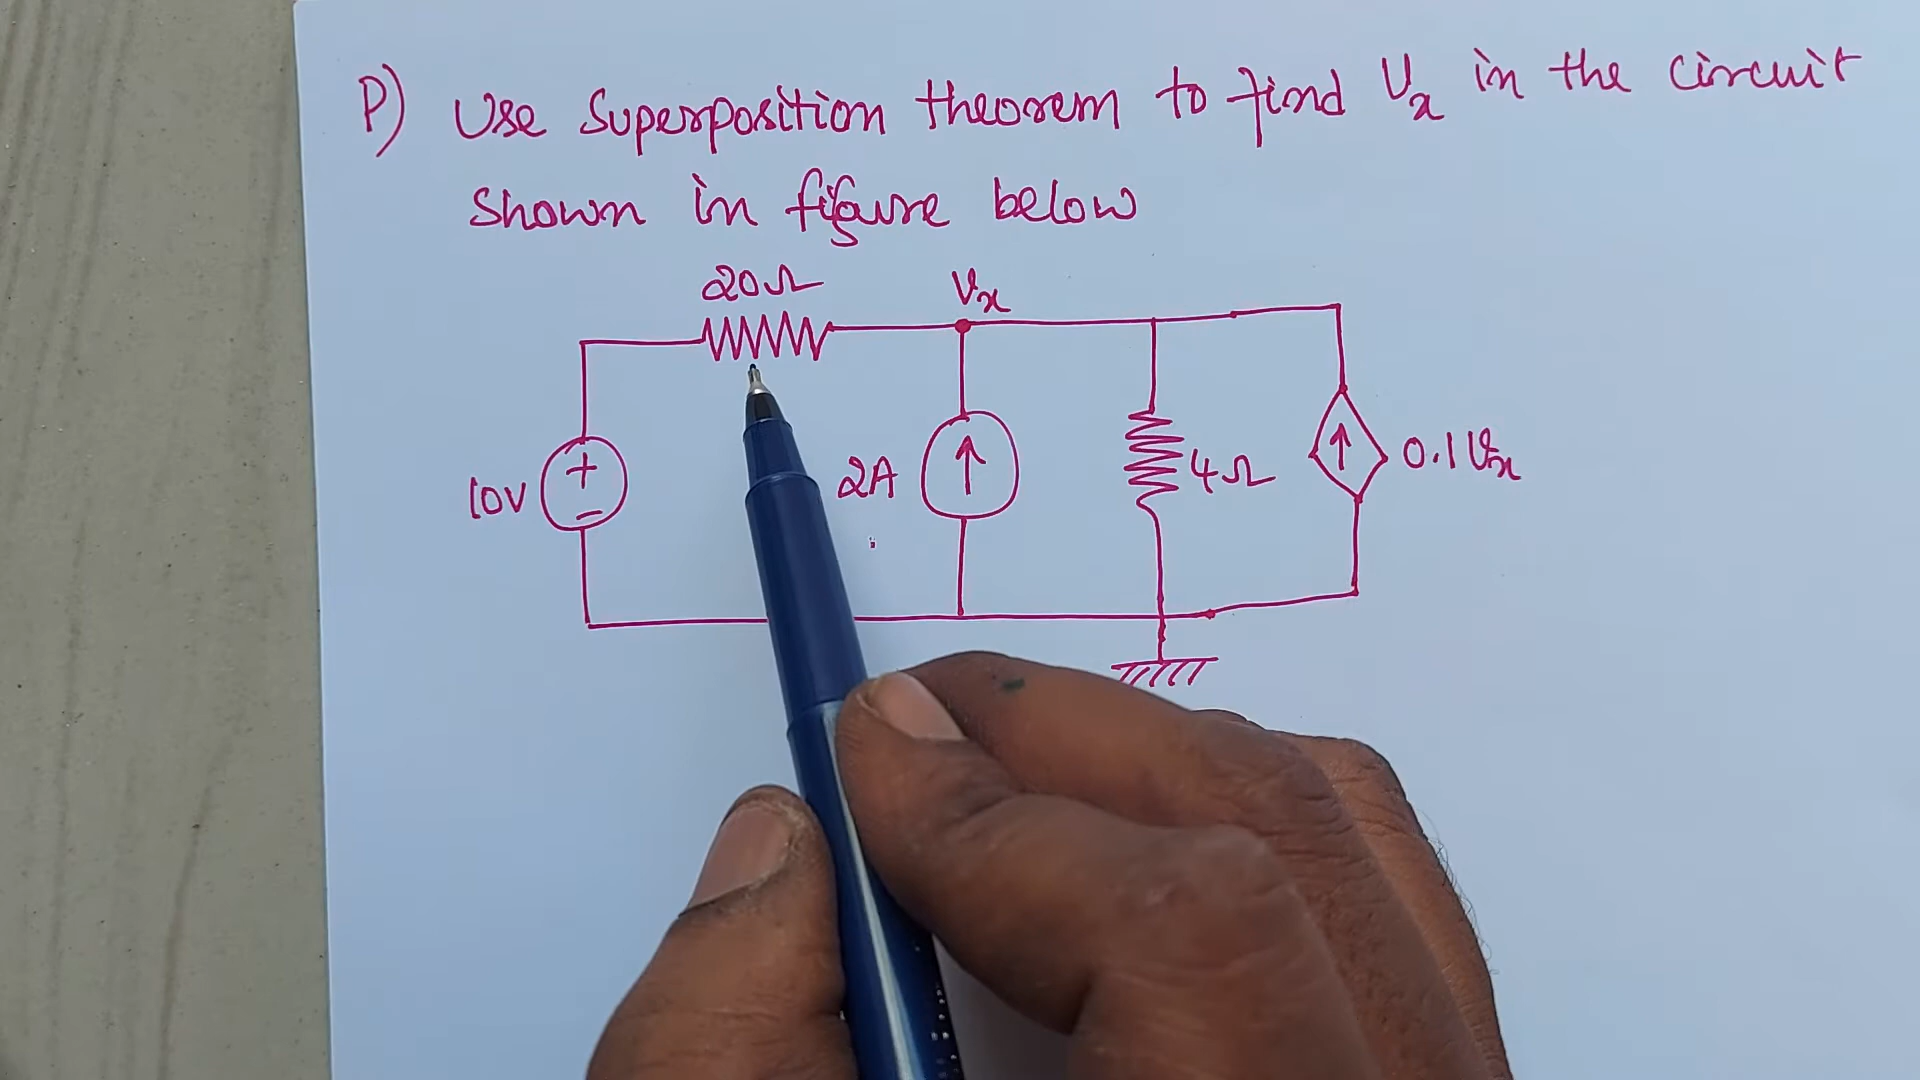 P) Use Superposition theorem to find Vx in the circuit
shown in figure below
20Ω
Vx
10V
+
−
2A
4Ω
0.1Vx